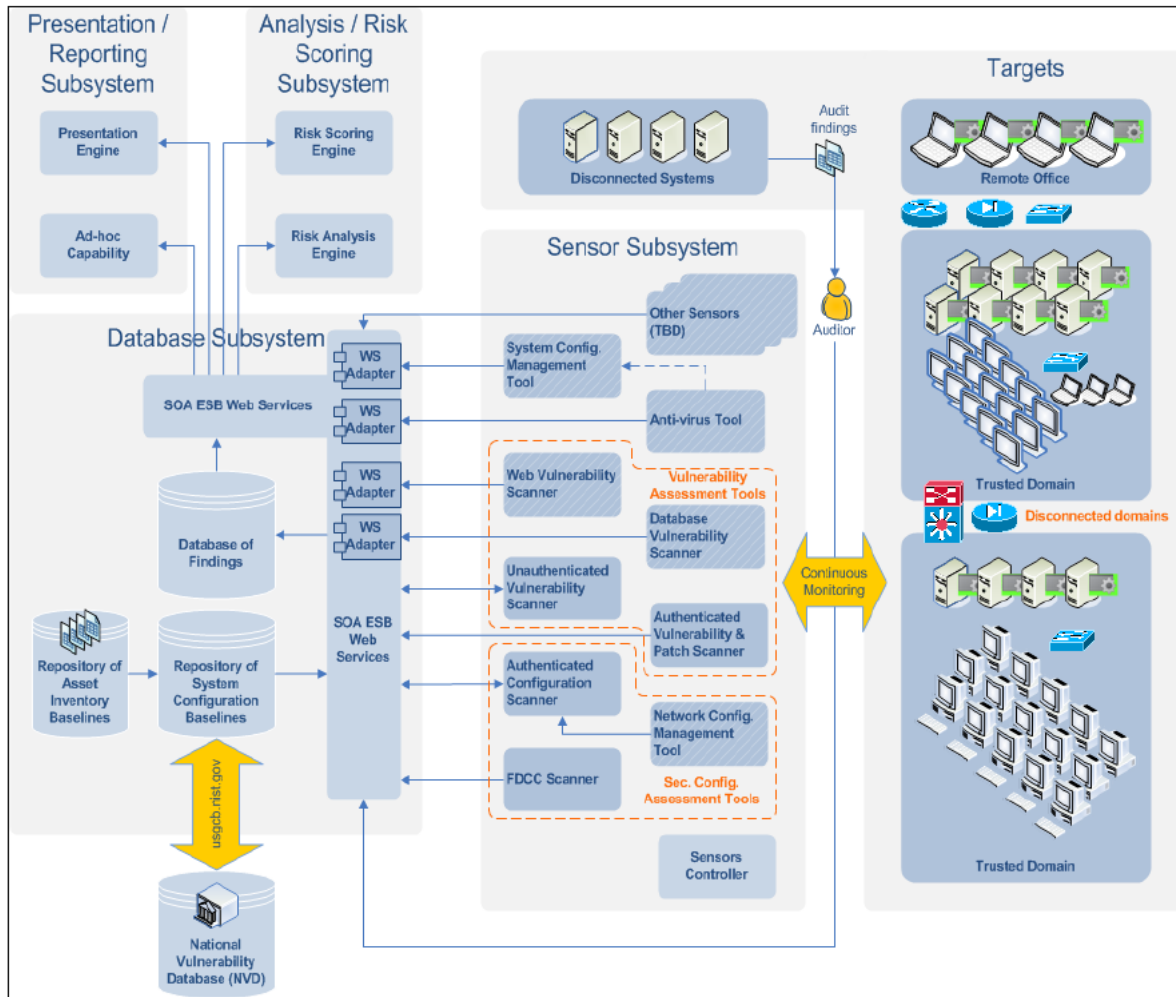 Presentation /
Reporting
Subsystem
Analysis / Risk
Scoring
Subsystem
Presentation
Engine
Risk Scoring
Engine
Ad-hoc
Capability
Risk Analysis
Engine
Targets
Audit
findings
Disconnected Systems
Remote Office
Sensor Subsystem
Other Sensors
(TBD)
Auditor
Database Subsystem
WS
Adapter
System Config.
Management
Tool
SOA ESB Web Services
WS
Adapter
Anti-virus Tool
WS
Adapter
Web Vulnerability
Scanner
Vulnerability
Assessment Tools
Trusted Domain
Disconnected domains
WS
Adapter
Database
Vulnerability
Scanner
Database of
Findings
Unauthenticated
Vulnerability
Scanner
Continuous
Monitoring
SOA ESB
Web
Services
Authenticated
Vulnerability &
Patch Scanner
Repository of
Asset
Inventory
Baselines
Repository of
System
Configuration
Baselines
Authenticated
Configuration
Scanner
Network Config.
Management
Tool
FDCC Scanner
Sec. Config.
Assessment Tools
usgcb.nist.gov
Sensors
Controller
Trusted Domain
National
Vulnerability
Database (NVD)